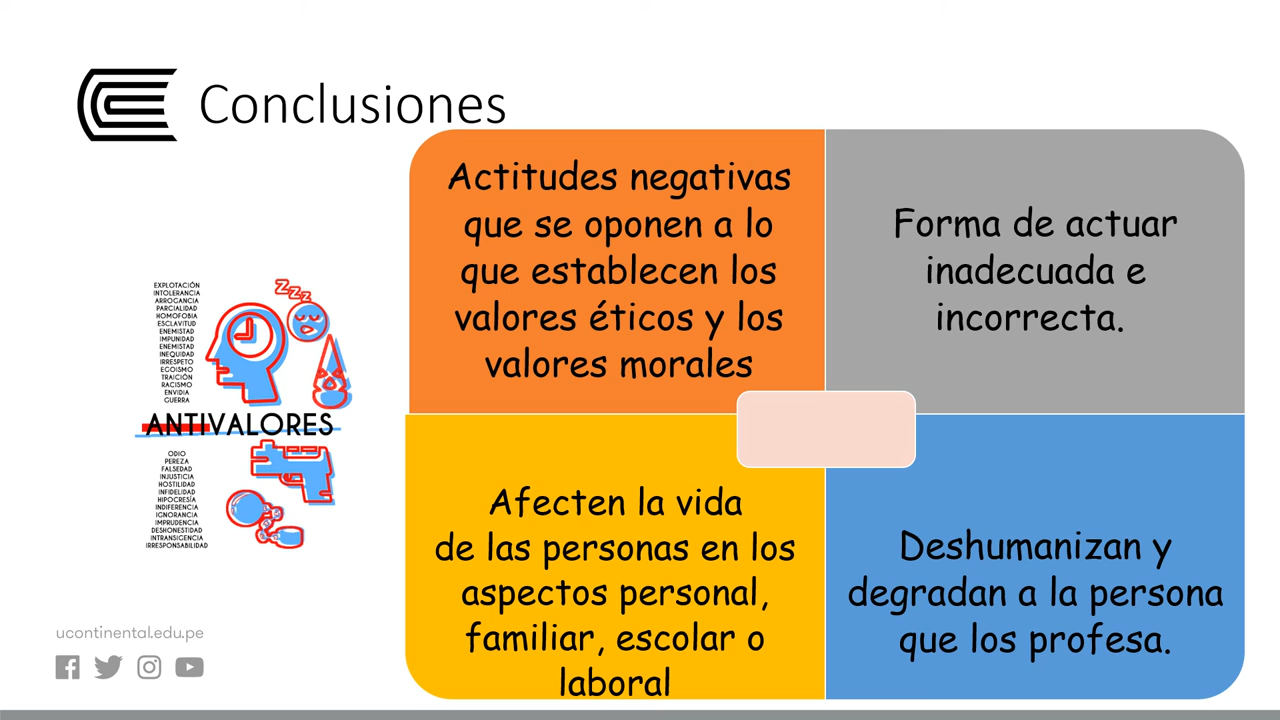 Conclusiones
Actitudes negativas
que se oponen a lo
que establecen los
valores éticos y los
valores morales
Forma de actuar
inadecuada e
incorrecta.
EXPLOTACIÓN
INTOLERANCIA
ARROGANCIA
PARCIALIDAD
HOMOFOBIA
ESCLAVITUD
ENEMISTAD
IMPUNIDAD
ENEMISTAD
INEQUIDAD
IRRESPETO
EGOISMO
TRAICIÓN
RACISMO
ENVIDIA
GUERRA
ZZZ
ANTIVALORES
ODIO
PEREZA
FALSEDAD
INJUSTICIA
HOSTILIDAD
INFIDELIDAD
HIPOCRESÍA
INDIFERENCIA
IGNORANCIA
IMPRUDENCIA
DESHONESTIDAD
INTRANSIGENCIA
IRRESPONSABILIDAD
Afecten la vida
de las personas en los
aspectos personal,
familiar, escolar o
laboral
Deshumanizan y
degradan a la persona
que los profesa.
ucontinental.edu.pe